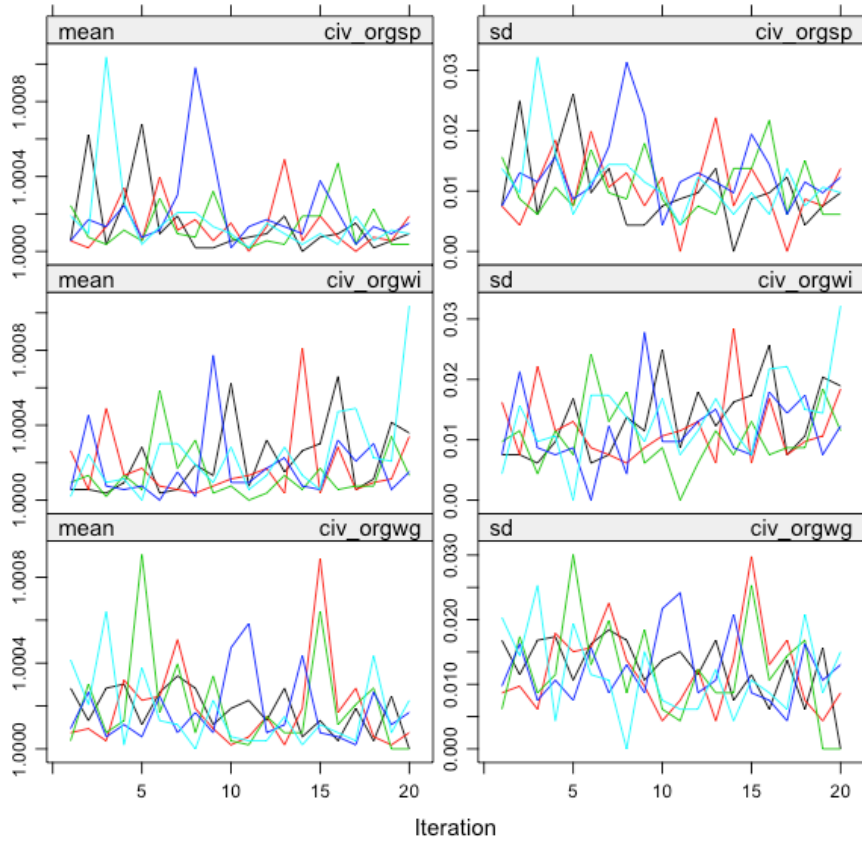 mean civ_orgsp
sd civ_orgsp
1.0000 1.0004 1.0008
0.00 0.01 0.02 0.03
mean civ_orgwi
sd civ_orgwi
1.0000 1.0004 1.0008
0.00 0.01 0.02 0.03
mean civ_orgwg
sd civ_orgwg
1.0000 1.0004 1.0008
0.000 0.010 0.020 0.030
5 10 15 20
5 10 15 20
Iteration